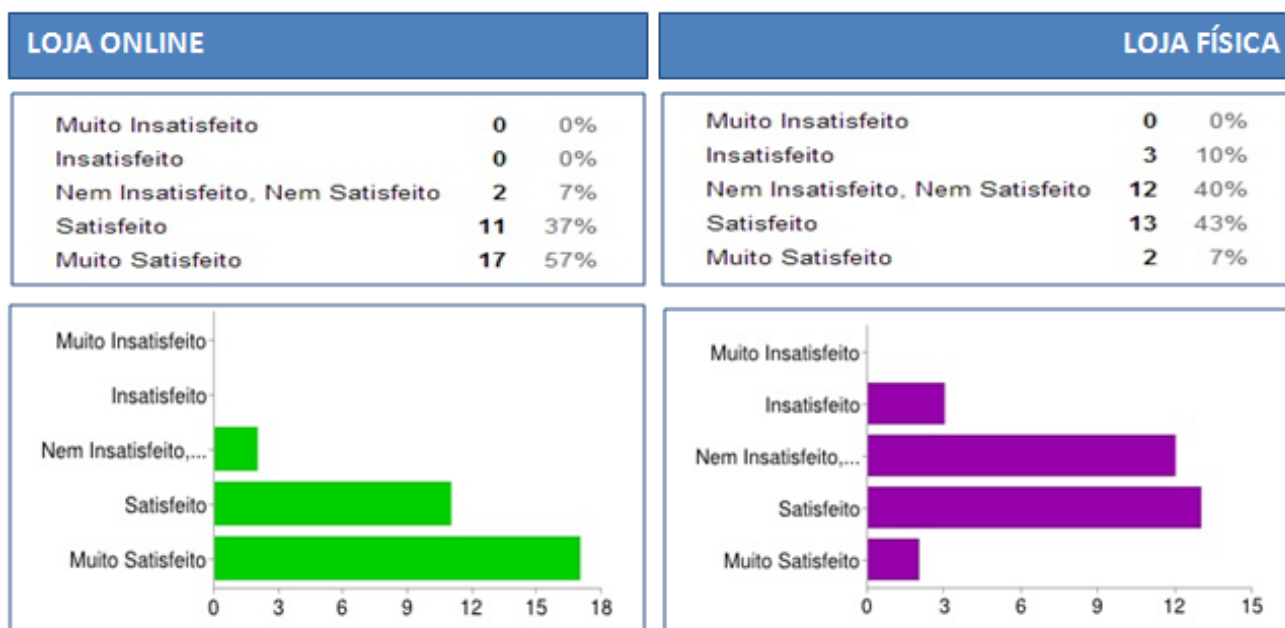 LOJA ONLINE
LOJA FÍSICA
Muito Insatisfeito 0 0%
Insatisfeito 0 0%
Nem Insatisfeito, Nem Satisfeito 2 7%
Satisfeito 11 37%
Muito Satisfeito 17 57%
Muito Insatisfeito 0 0%
Insatisfeito 3 10%
Nem Insatisfeito, Nem Satisfeito 12 40%
Satisfeito 13 43%
Muito Satisfeito 2 7%
Muito Insatisfeito
Insatisfeito
Nem Insatisfeito,...
Satisfeito
Muito Satisfeito
0 3 6 9 12 15 18
Muito Insatisfeito
Insatisfeito
Nem Insatisfeito,...
Satisfeito
Muito Satisfeito
0 3 6 9 12 15